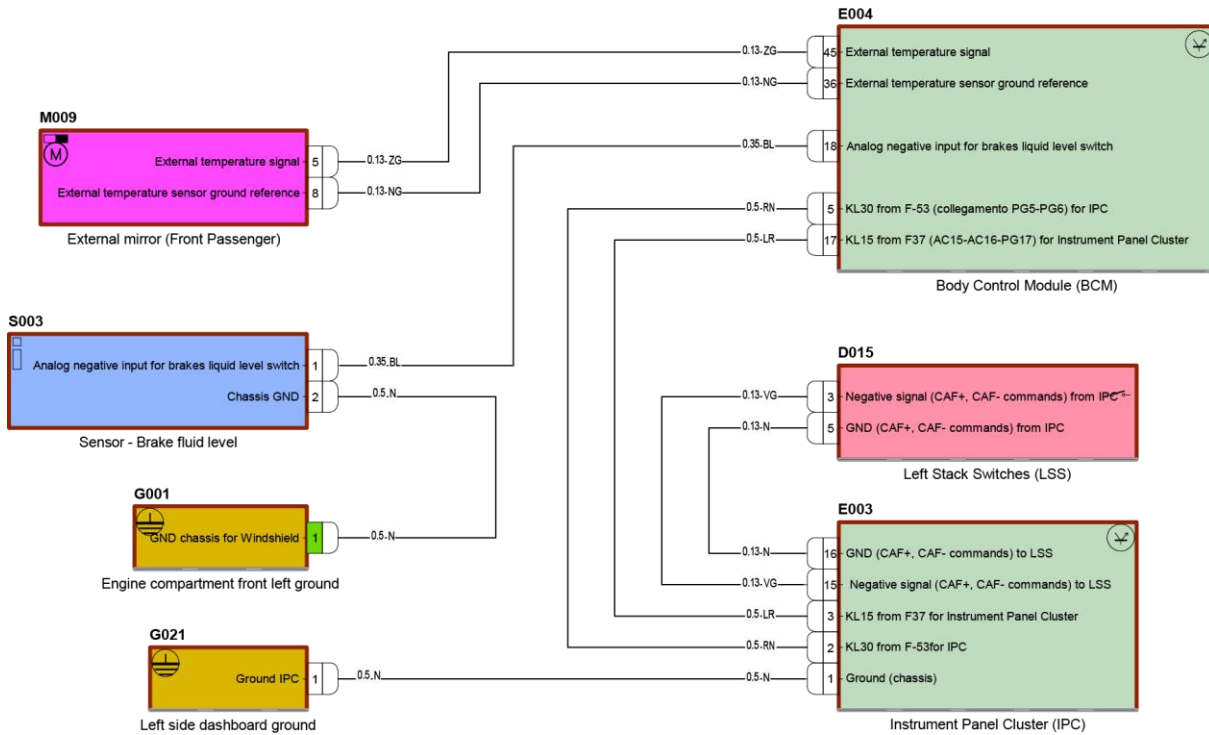 E004
45 External temperature signal
36 External temperature sensor ground reference
18 Analog negative input for brakes liquid level switch
5 KL30 from F-53 (collegamento PG5-PG6) for IPC
17 KL15 from F37 (AC15-AC16-PG17) for Instrument Panel Cluster
Body Control Module (BCM)
0.13-ZG
0.13-NG
0.35-BL
0.5-RN
0.5-LR
M009
M
External temperature signal 5
External temperature sensor ground reference 8
External mirror (Front Passenger)
0.13-ZG
0.13-NG
S003
Analog negative input for brakes liquid level switch 1
Chassis GND 2
Sensor - Brake fluid level
0.35-BL
0.5-N
D015
3 Negative signal (CAF+, CAF- commands) from IPC
5 GND (CAF+, CAF- commands) from IPC
Left Stack Switches (LSS)
0.13-VG
0.13-N
G001
GND chassis for Windshield 1
Engine compartment front left ground
0.5-N
E003
16 GND (CAF+, CAF- commands) to LSS
15 Negative signal (CAF+, CAF- commands) to LSS
3 KL15 from F37 for Instrument Panel Cluster
2 KL30 from F-53for IPC
1 Ground (chassis)
Instrument Panel Cluster (IPC)
0.13-N
0.13-VG
0.5-LR
0.5-RN
0.5-N
G021
Ground IPC 1
Left side dashboard ground
0.5-N